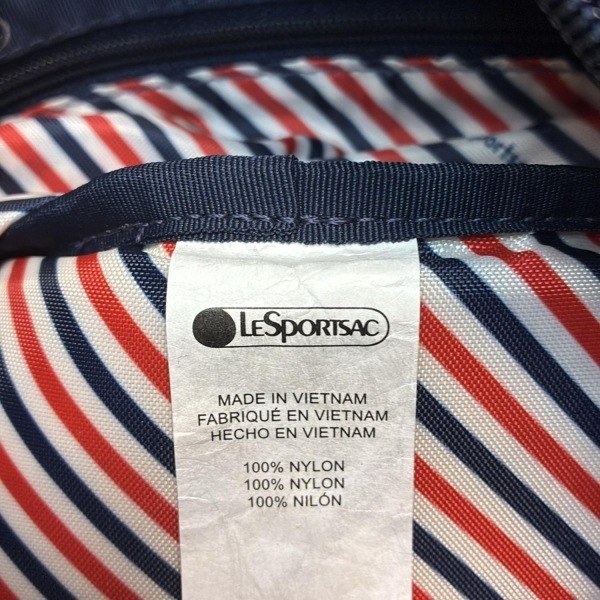 LeSportsac
MADE IN VIETNAM
FABRIQUÉ EN VIETNAM
HECHO EN VIETNAM
100% NYLON
100% NYLON
100% NILÓN